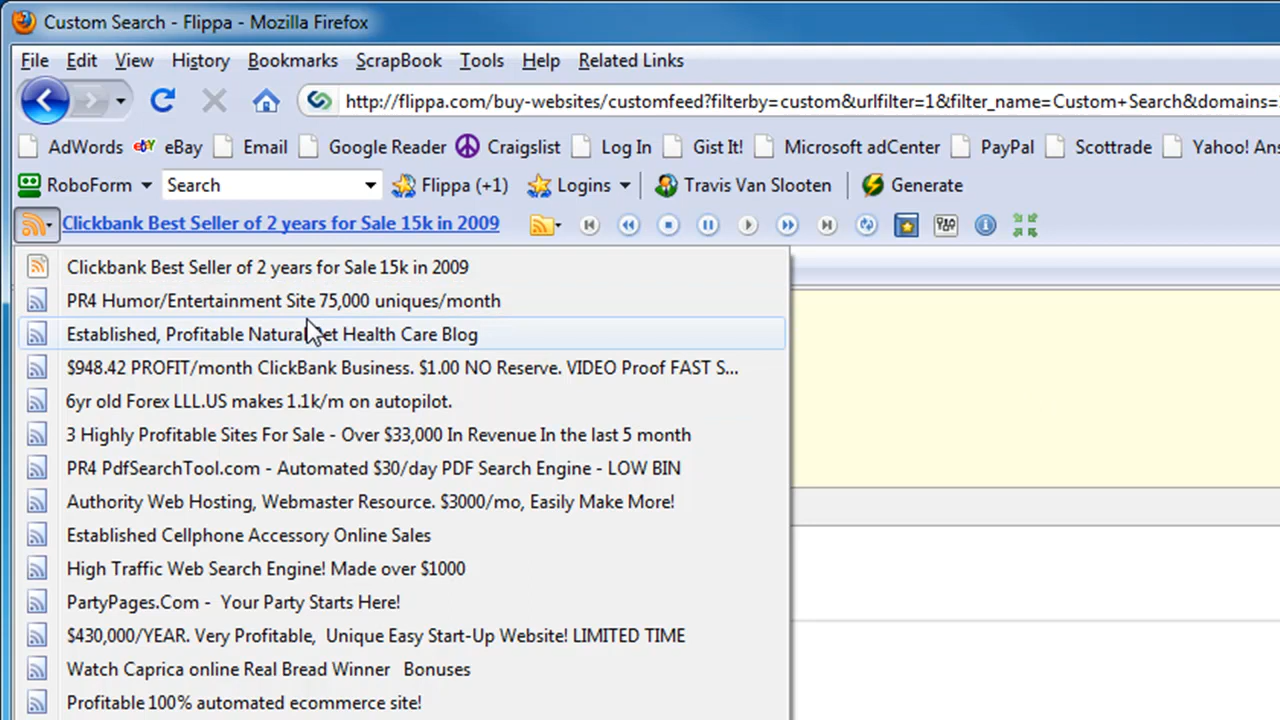 Custom Search - Flippa - Mozilla Firefox
File Edit View History Bookmarks ScrapBook Tools Help Related Links
http://flippa.com/buy-websites/customfeed?filterby=custom&urlfilter=1&filter_name=Custom+Search&domains=
AdWords eBay Email Google Reader Craigslist Log In Gist It! Microsoft adCenter PayPal Scottrade Yahoo! Ans
RoboForm Search Flippa (+1) Logins Travis Van Slooten Generate
Clickbank Best Seller of 2 years for Sale 15k in 2009
Clickbank Best Seller of 2 years for Sale 15k in 2009
PR4 Humor/Entertainment Site 75,000 uniques/month
Established, Profitable Natural Pet Health Care Blog
$948.42 PROFIT/month ClickBank Business. $1.00 NO Reserve. VIDEO Proof FAST S...
6yr old Forex LLL.US makes 1.1k/m on autopilot.
3 Highly Profitable Sites For Sale - Over $33,000 In Revenue In the last 5 month
PR4 PdfSearchTool.com - Automated $30/day PDF Search Engine - LOW BIN
Authority Web Hosting, Webmaster Resource. $3000/mo, Easily Make More!
Established Cellphone Accessory Online Sales
High Traffic Web Search Engine! Made over $1000
PartyPages.Com - Your Party Starts Here!
$430,000/YEAR. Very Profitable, Unique Easy Start-Up Website! LIMITED TIME
Watch Caprica online Real Bread Winner Bonuses
Profitable 100% automated ecommerce site!